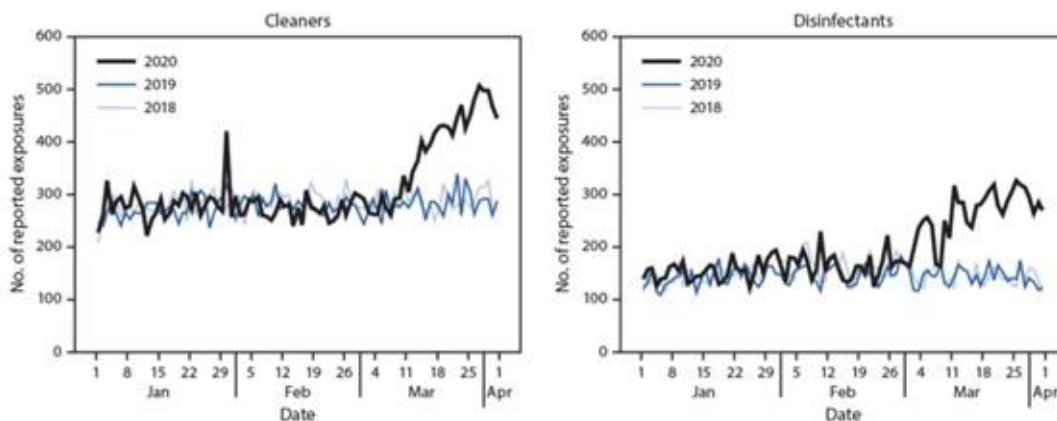 Cleaners
No. of reported exposures
600
500
400
300
200
100
0
2020
2019
2018
1 8 15 22 29 5 12 19 26 4 11 18 25 1
Jan Feb Mar Apr
Date
Disinfectants
No. of reported exposures
600
500
400
300
200
100
0
2020
2019
2018
1 8 15 22 29 5 12 19 26 4 11 18 25 1
Jan Feb Mar Apr
Date